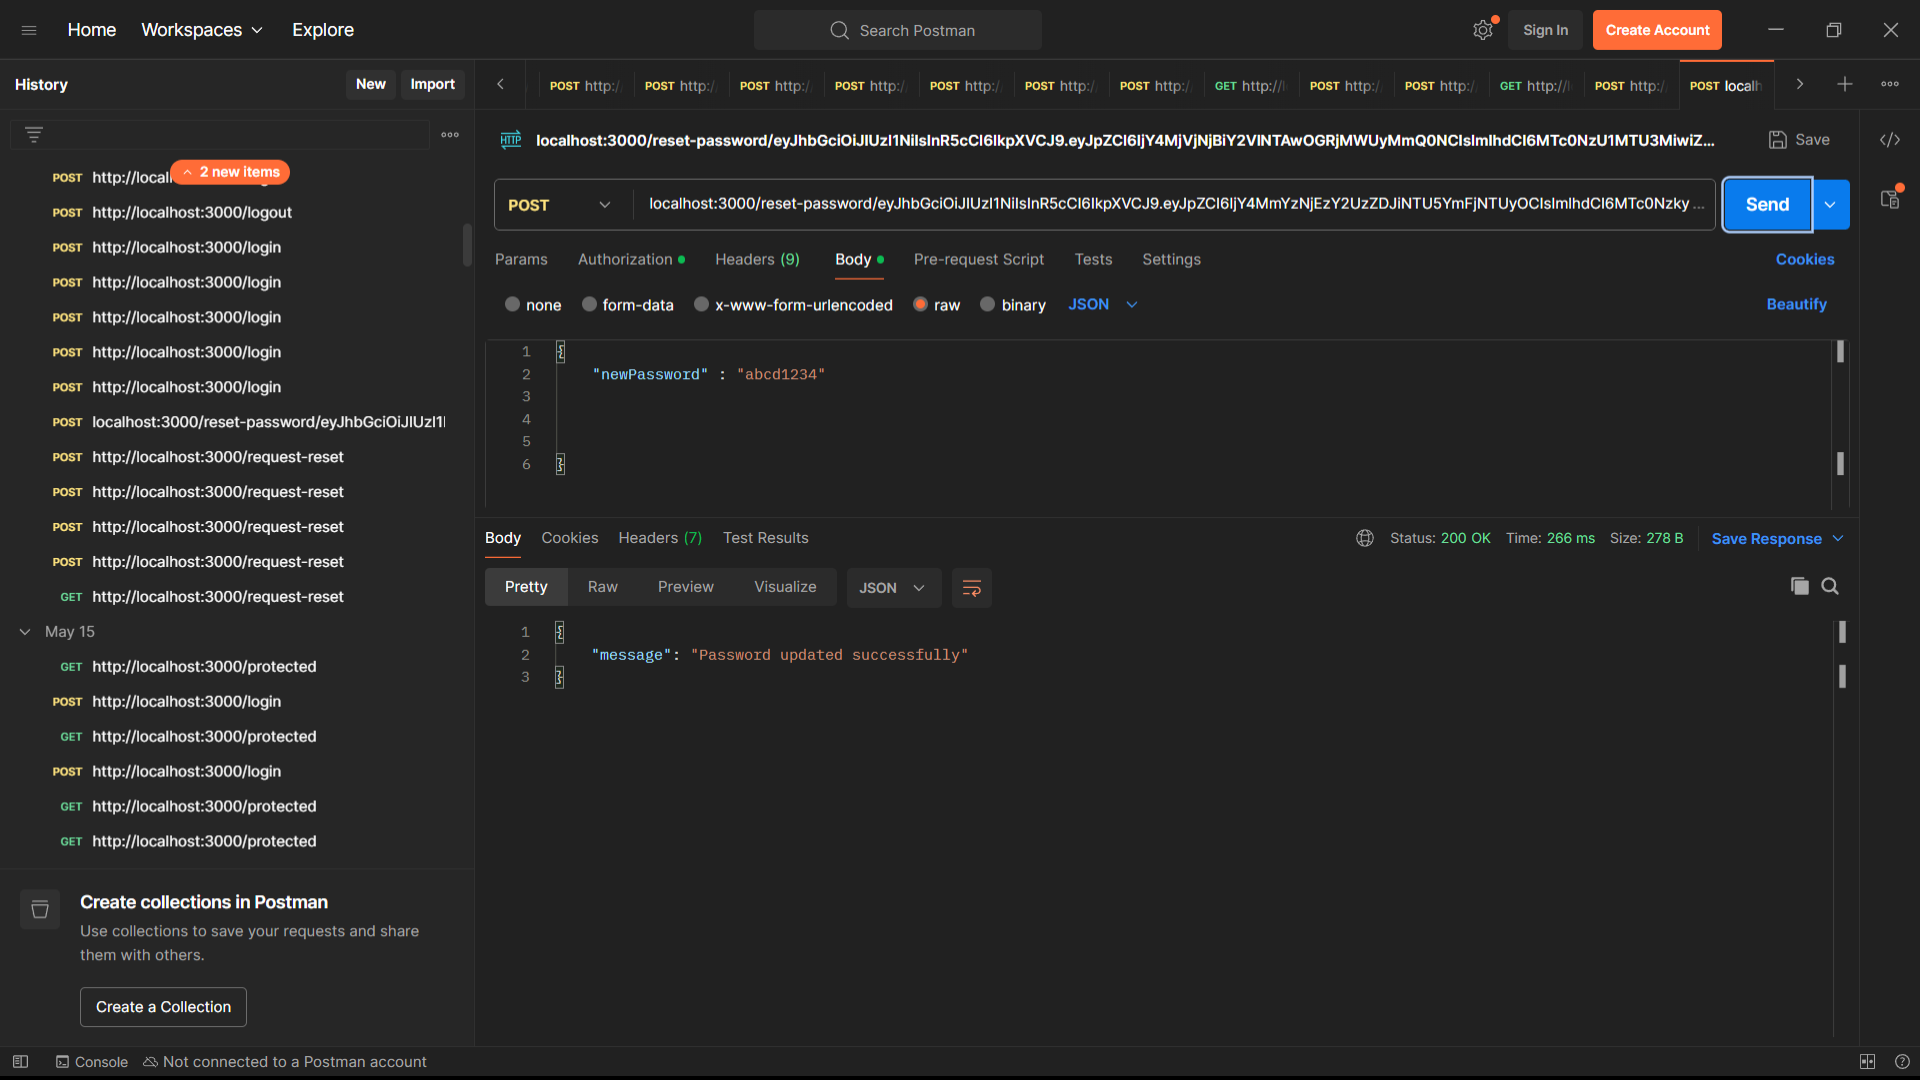 Home
Workspaces
Explore
Search Postman
Sign In
Create Account
History
New
Import
POST http:/
POST http:/
POST http:/
POST http:/
POST http:/
POST http:/
POST http:/
GET http://
POST http:/
POST http:/
GET http://
POST http:/
POST local
2 new items
POST http://local
POST http://localhost:3000/logout
POST http://localhost:3000/login
POST http://localhost:3000/login
POST http://localhost:3000/login
POST http://localhost:3000/login
POST http://localhost:3000/login
POST localhost:3000/reset-password/eyJhbGciOiJIUzI1
POST http://localhost:3000/request-reset
POST http://localhost:3000/request-reset
POST http://localhost:3000/request-reset
POST http://localhost:3000/request-reset
GET http://localhost:3000/request-reset
May 15
GET http://localhost:3000/protected
POST http://localhost:3000/login
GET http://localhost:3000/protected
POST http://localhost:3000/login
GET http://localhost:3000/protected
GET http://localhost:3000/protected
Create collections in Postman
Use collections to save your requests and share
them with others.
Create a Collection
HTTP localhost:3000/reset-password/eyJhbGciOiJIUzI1NiIsInR5cCI6IkpXVCJ9.eyJpZCI6IjY4MjVjNjBiY2VlNTAwOGRjMWUyMmQ0NCIsImlhdCI6MTc0NzU1MTU3MiwiZ...
Save
POST
localhost:3000/reset-password/eyJhbGciOiJIUzI1NiIsInR5cCI6IkpXVCJ9.eyJpZCI6IjY4MmYzNjEzY2UzZDJiNTU5YmFjNTUyOCIsImlhdCI6MTc0Nzky ...
Send
Params
Authorization
Headers (9)
Body
Pre-request Script
Tests
Settings
Cookies
none
form-data
x-www-form-urlencoded
raw
binary
JSON
Beautify
1 {
2 "newPassword" : "abcd1234"
3
4
5
6 }
Body
Cookies
Headers (7)
Test Results
Status: 200 OK
Time: 266 ms
Size: 278 B
Save Response
Pretty
Raw
Preview
Visualize
JSON
1 {
2 "message": "Password updated successfully"
3 }
Console
Not connected to a Postman account